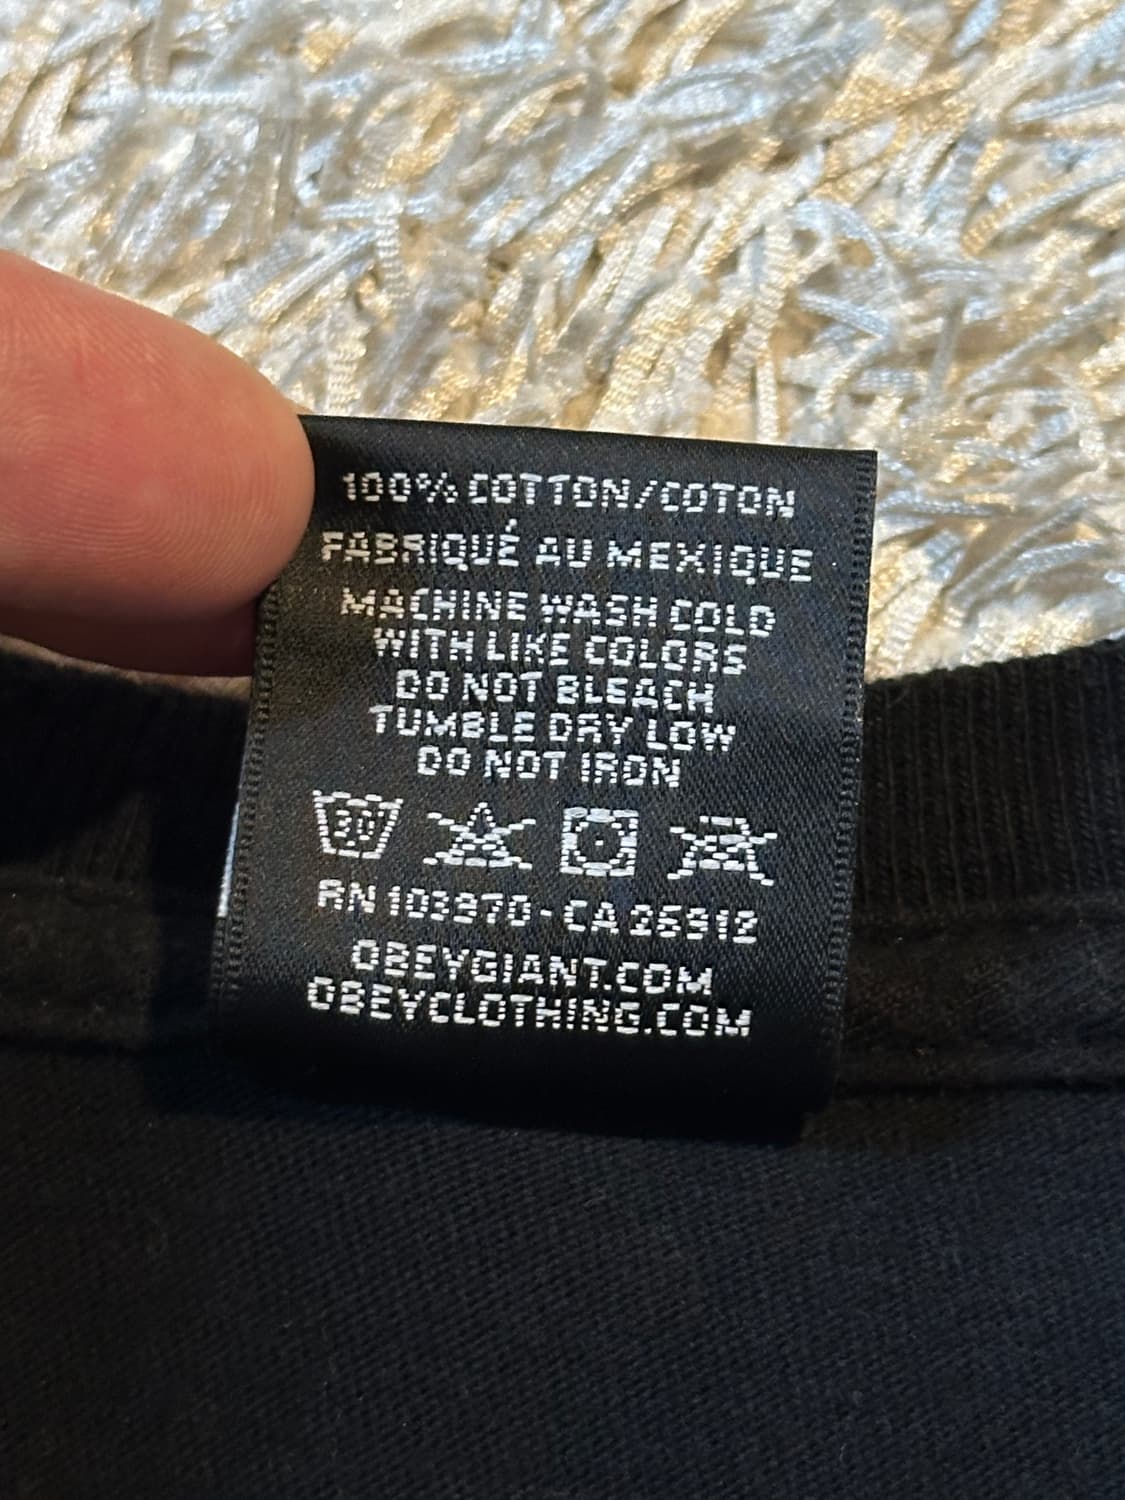 100% COTTON/COTON
FABRIQUÉ AU MEXIQUE
MACHINE WASH COLD
WITH LIKE COLORS
DO NOT BLEACH
TUMBLE DRY LOW
DO NOT IRON
30
RN 103970 - CA 25912
OBEYGIANT.COM
OBEYCLOTHING.COM